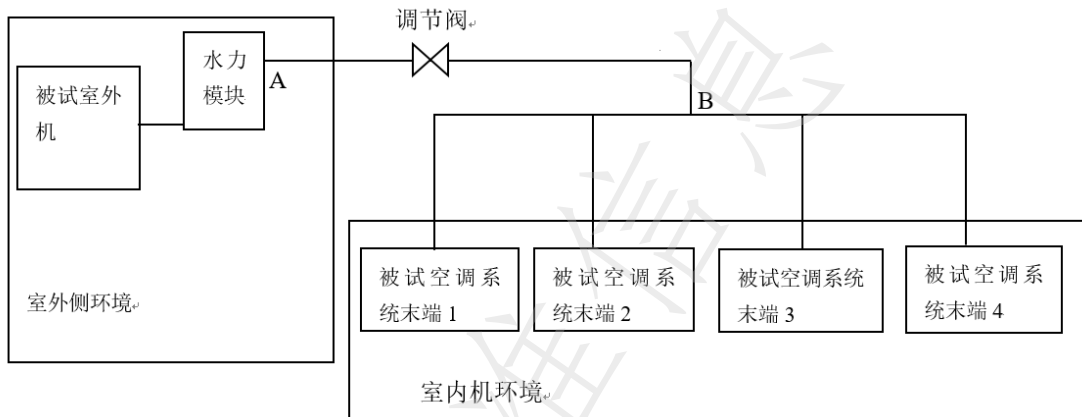 调节阀
水力
模块
A
被试室外
机
B
被试空调系
统末端 1
被试空调系
统末端 2
被试空调系统
末端 3
被试空调系
统末端 4
室外侧环境
室内机环境